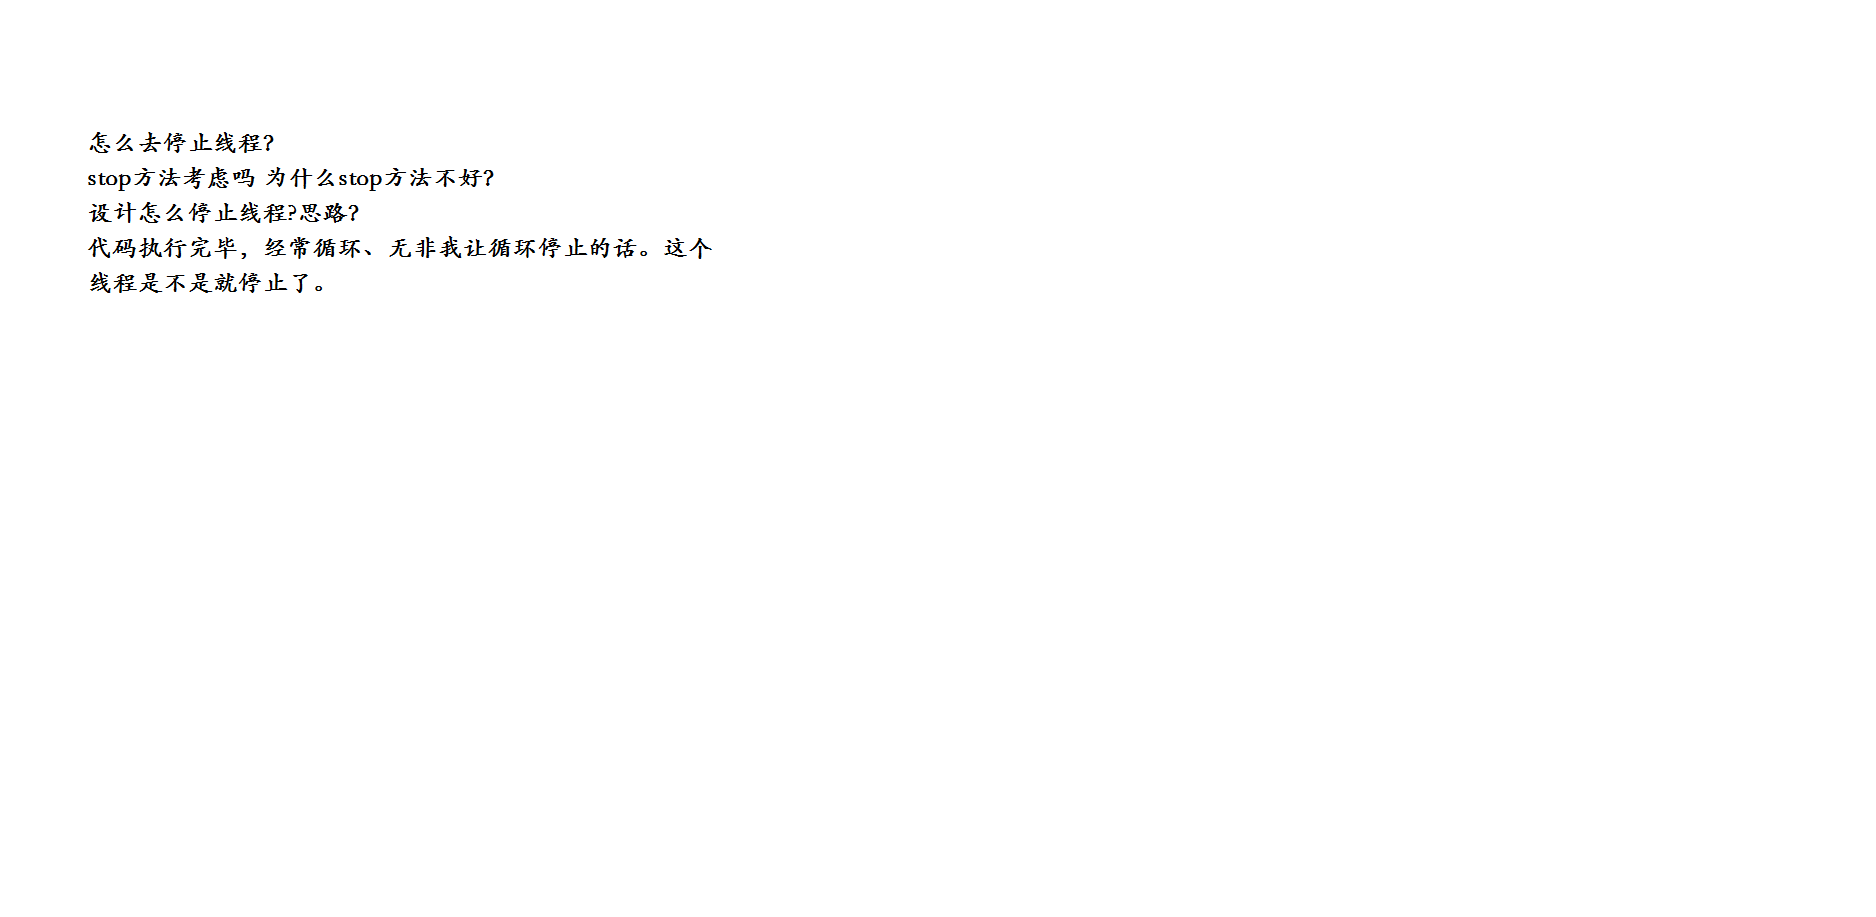 怎么去停止线程?
stop方法考虑吗 为什么stop方法不好?
设计怎么停止线程?思路?
代码执行完毕，经常循环、无非我让循环停止的话。这个
线程是不是就停止了。